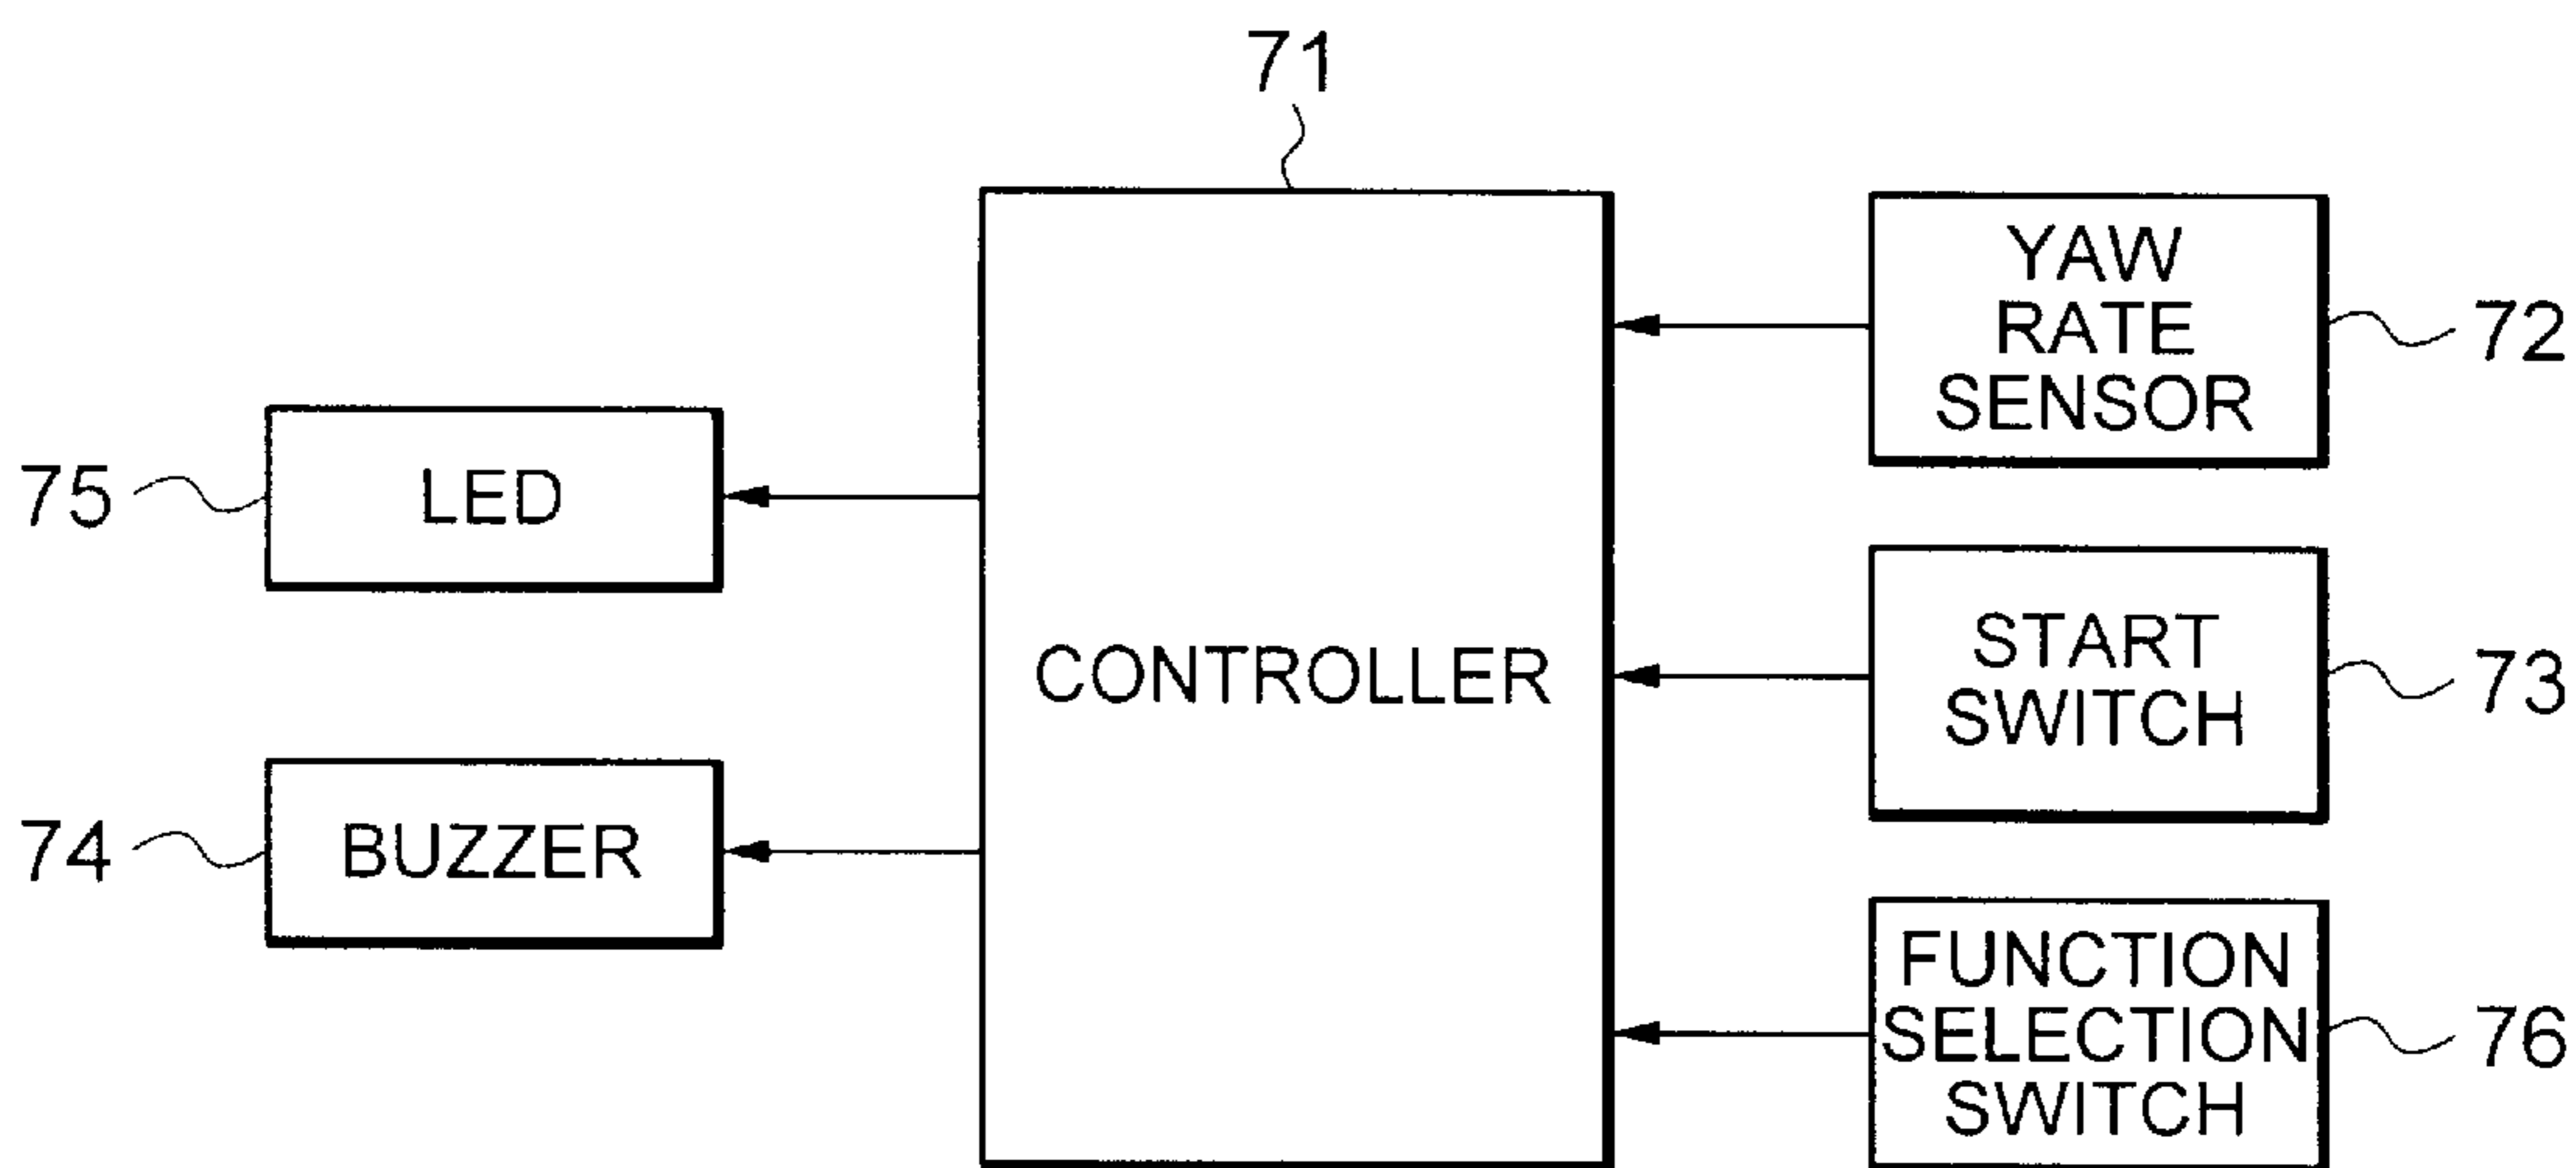 71
YAW
RATE
SENSOR
72
75
LED
CONTROLLER
START
SWITCH
73
74
BUZZER
FUNCTION
SELECTION
SWITCH
76